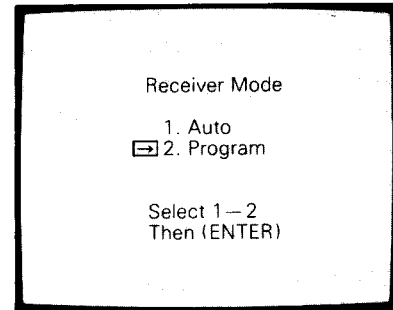 Receiver Mode
1. Auto
→ 2. Program
Select 1—2
Then (ENTER)